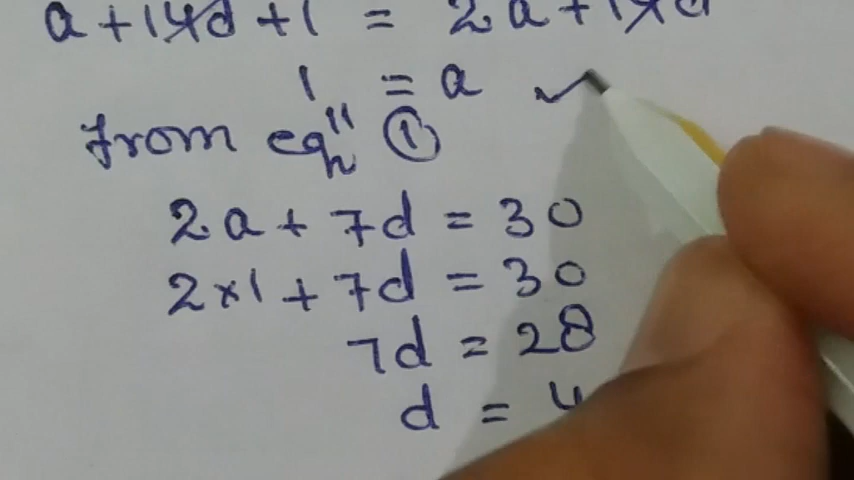 a + 14d + 1 = 2a + 14d
1 = a ✓
from eqn ①
2a + 7d = 30
2×1 + 7d = 30
7d = 28
d = 4